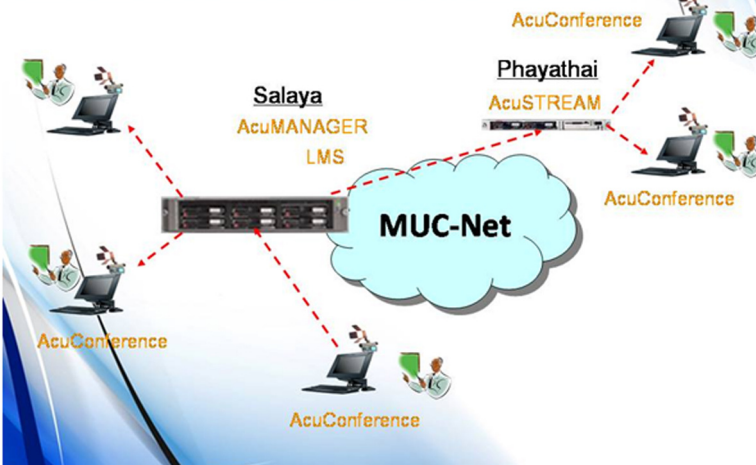 AcuConference
Phayathai
AcuSTREAM
Salaya
AcuMANAGER
LMS
AcuConference
MUC-Net
AcuConference
AcuConference